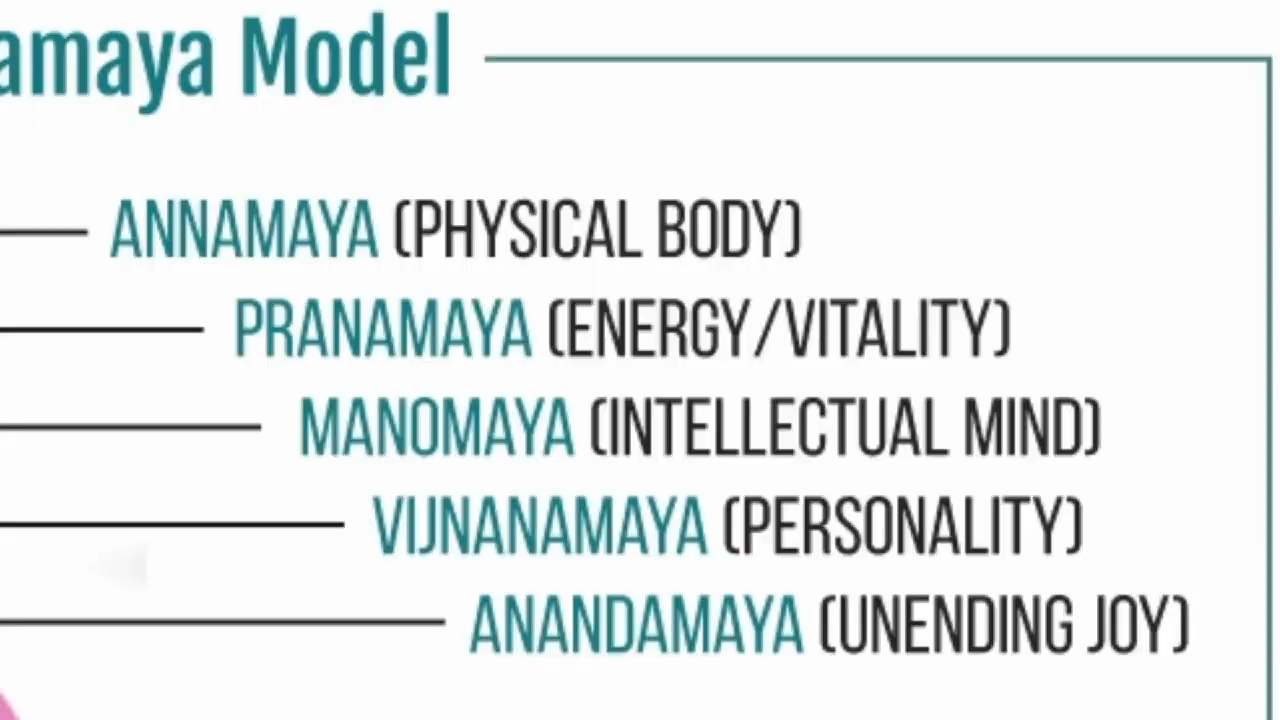 amaya Model
ANNAMAYA (PHYSICAL BODY)
PRANAMAYA (ENERGY/VITALITY)
MANOMAYA (INTELLECTUAL MIND)
VIJNANAMAYA (PERSONALITY)
ANANDAMAYA (UNENDING JOY)